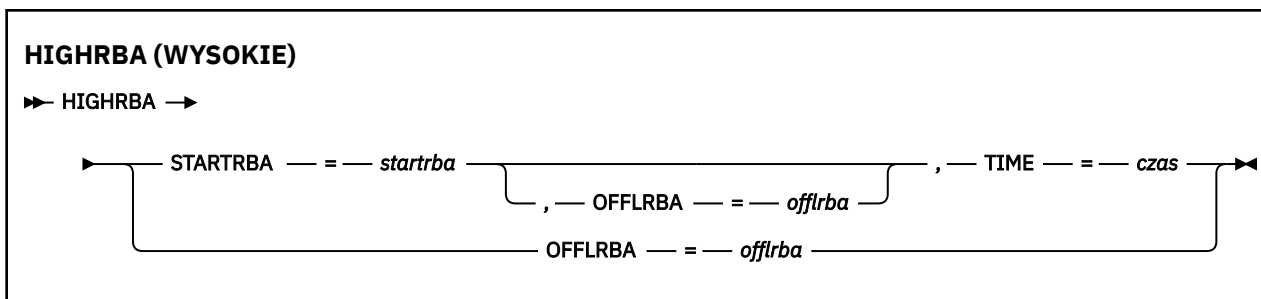 HIGHRBA (WYSOKIE)
HIGHRBA
STARTRBA = startrba , TIME = czas
, OFFLRBA = offlrba
OFFLRBA = offlrba